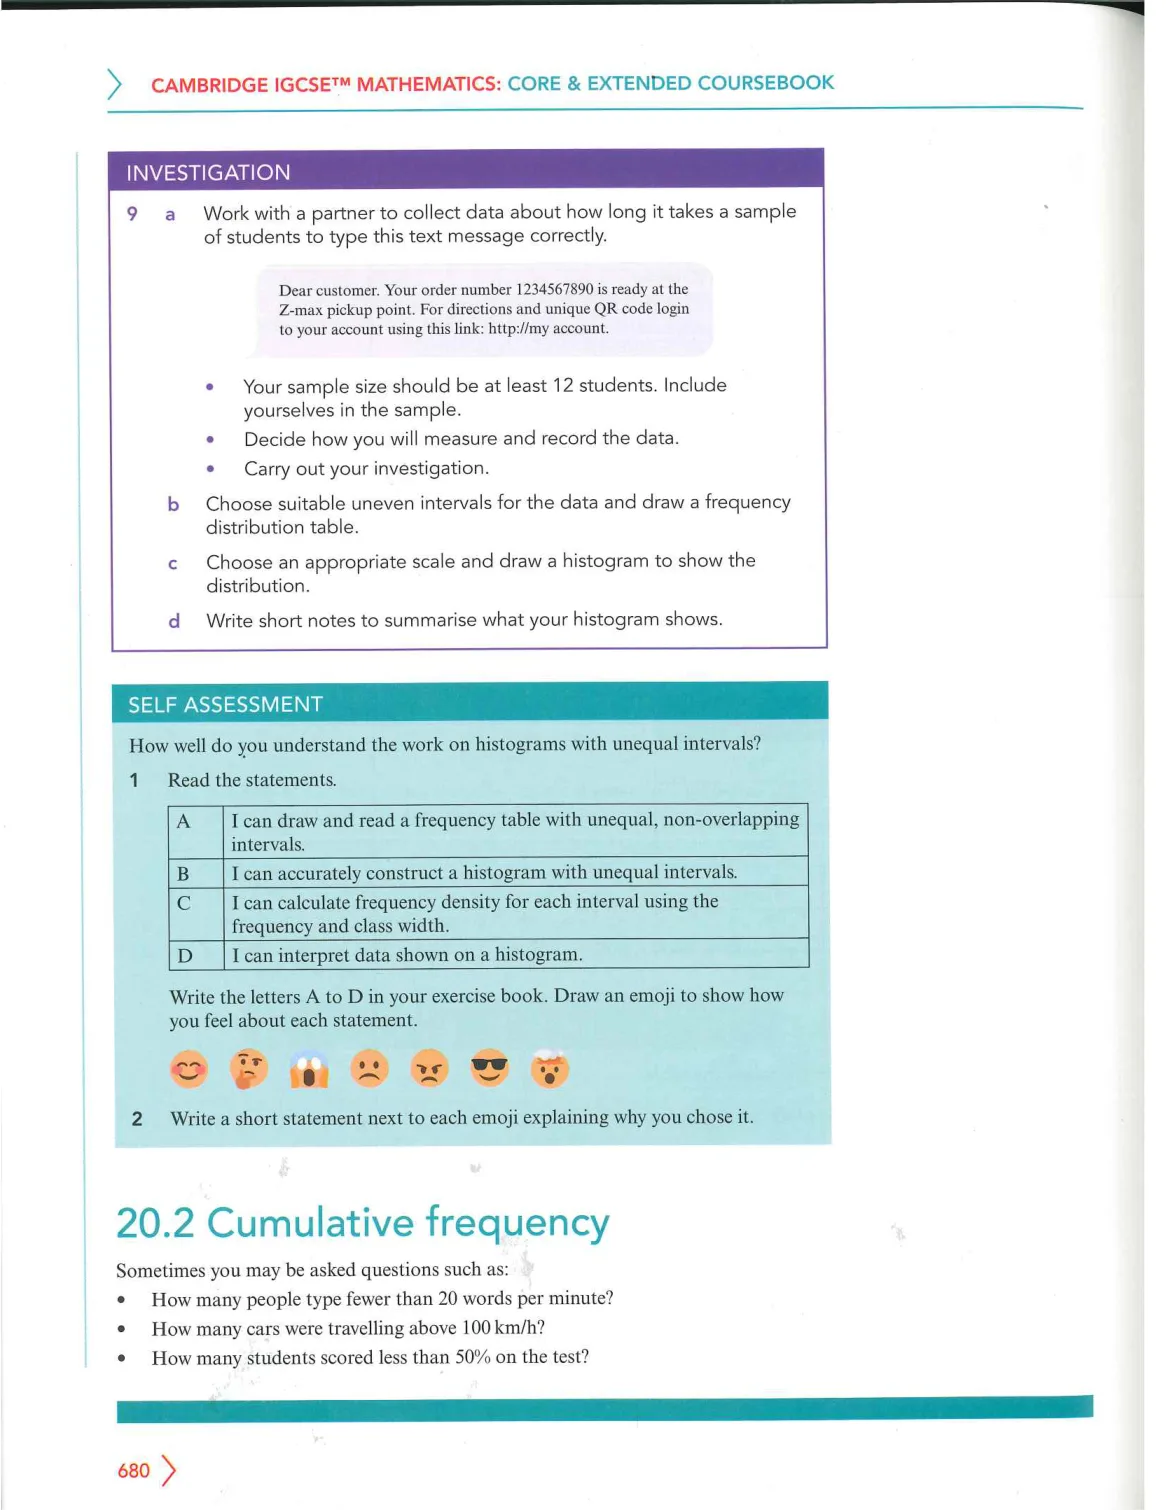 CAMBRIDGE IGCSE™ MATHEMATICS: CORE & EXTENDED COURSEBOOK
INVESTIGATION
9 a Work with a partner to collect data about how long it takes a sample
of students to type this text message correctly.
Dear customer. Your order number 1234567890 is ready at the
Z-max pickup point. For directions and unique QR code login
to your account using this link: http://my account.
• Your sample size should be at least 12 students. Include
yourselves in the sample.
• Decide how you will measure and record the data.
• Carry out your investigation.
b Choose suitable uneven intervals for the data and draw a frequency
distribution table.
c Choose an appropriate scale and draw a histogram to show the
distribution.
d Write short notes to summarise what your histogram shows.
SELF ASSESSMENT
How well do you understand the work on histograms with unequal intervals?
1 Read the statements.
A I can draw and read a frequency table with unequal, non-overlapping
intervals.
B I can accurately construct a histogram with unequal intervals.
C I can calculate frequency density for each interval using the
frequency and class width.
D I can interpret data shown on a histogram.
Write the letters A to D in your exercise book. Draw an emoji to show how
you feel about each statement.
2 Write a short statement next to each emoji explaining why you chose it.
20.2 Cumulative frequency
Sometimes you may be asked questions such as:
• How many people type fewer than 20 words per minute?
• How many cars were travelling above 100 km/h?
• How many students scored less than 50% on the test?
680